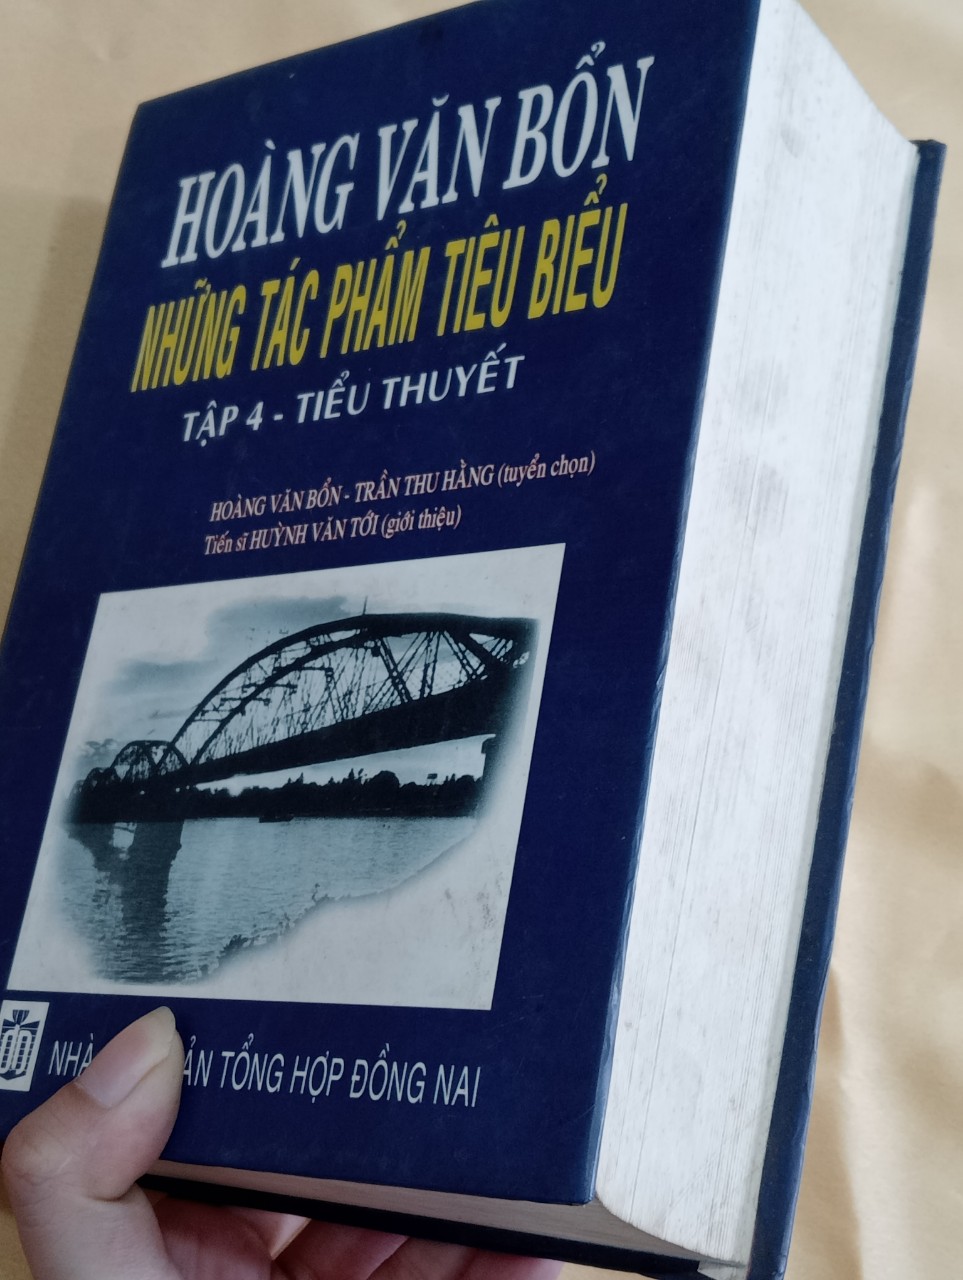 HOÀNG VĂN BỔN
NHỮNG TÁC PHẨM TIÊU BIỂU
TẬP 4 - TIỂU THUYẾT
HOÀNG VĂN BỔN - TRẦN THU HẰNG (tuyển chọn)
Tiến sĩ HUỲNH VĂN TỚI (giới thiệu)
NHÀ TỔNG HỢP ĐỒNG NAI